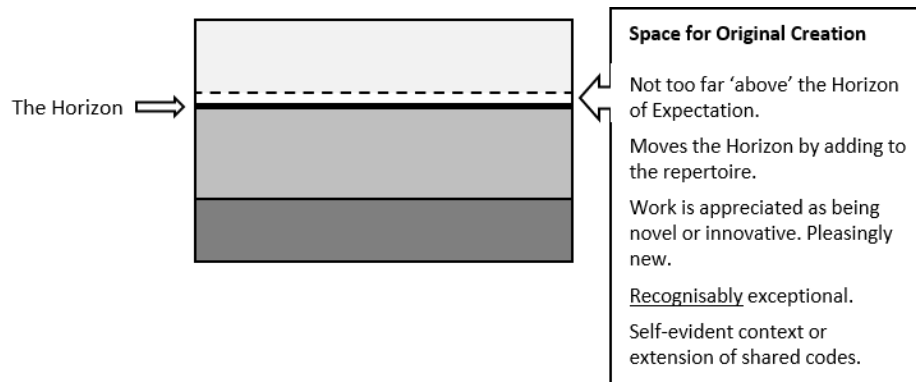 The Horizon
Space for Original Creation
Not too far ‘above’ the Horizon
of Expectation.
Moves the Horizon by adding to
the repertoire.
Work is appreciated as being
novel or innovative. Pleasingly
new.
Recognisably exceptional.
Self-evident context or
extension of shared codes.